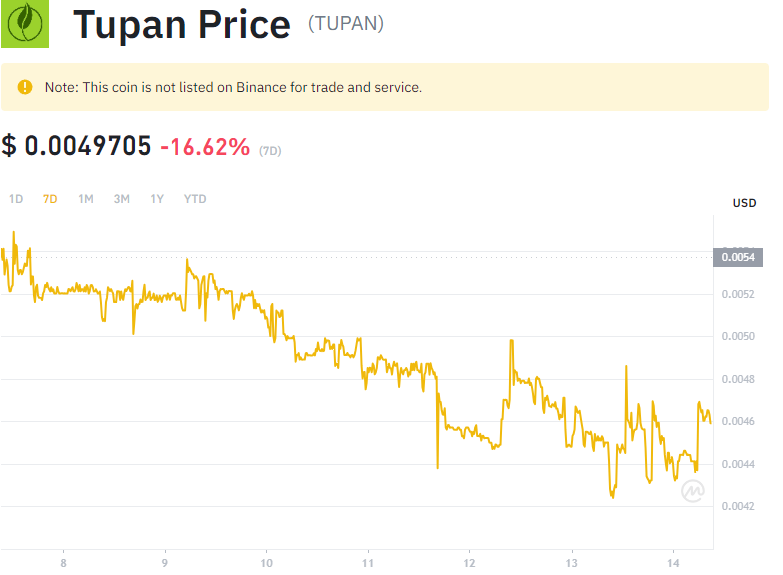 Tupan Price (TUPAN)
Note: This coin is not listed on Binance for trade and service.
$ 0.0049705 -16.62% (7D)
1D 7D 1M 3M 1Y YTD
USD
0.0054
0.0052
0.0050
0.0048
0.0046
0.0044
0.0042
8 9 10 11 12 13 14